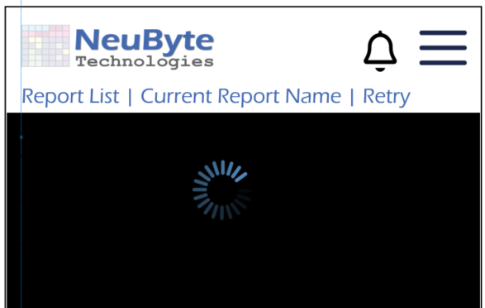 NeuByte
Technologies
Report List | Current Report Name | Retry